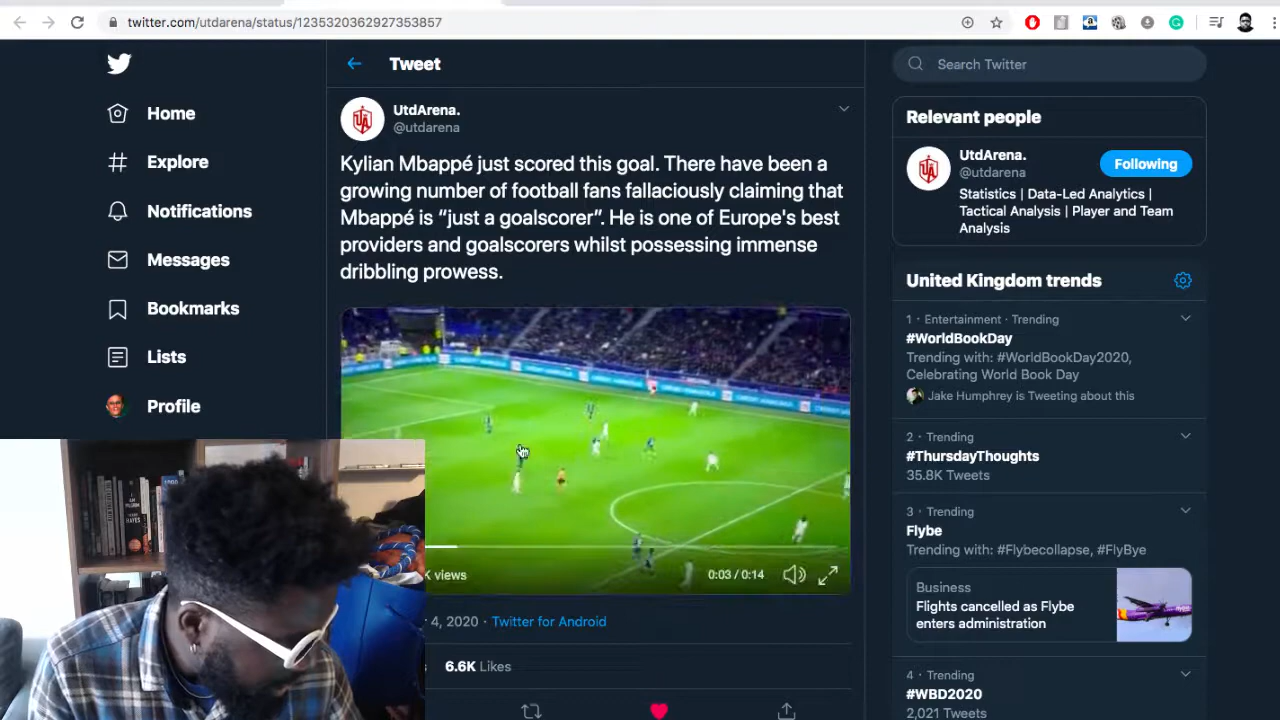 twitter.com/utdarena/status/1235320362927353857
Home
Explore
Notifications
Messages
Bookmarks
Lists
Profile
Tweet
UtdArena.
@utdarena
Kylian Mbappé just scored this goal. There have been a
growing number of football fans fallaciously claiming that
Mbappé is “just a goalscorer”. He is one of Europe's best
providers and goalscorers whilst possessing immense
dribbling prowess.
K views
0:03 / 0:14
4, 2020 · Twitter for Android
6.6K Likes
Search Twitter
Relevant people
UtdArena.
@utdarena
Following
Statistics | Data-Led Analytics |
Tactical Analysis | Player and Team
Analysis
United Kingdom trends
1 · Entertainment · Trending
#WorldBookDay
Trending with: #WorldBookDay2020,
Celebrating World Book Day
Jake Humphrey is Tweeting about this
2 · Trending
#ThursdayThoughts
35.8K Tweets
3 · Trending
Flybe
Trending with: #Flybecollapse, #FlyBye
Business
Flights cancelled as Flybe
enters administration
4 · Trending
#WBD2020
2,021 Tweets